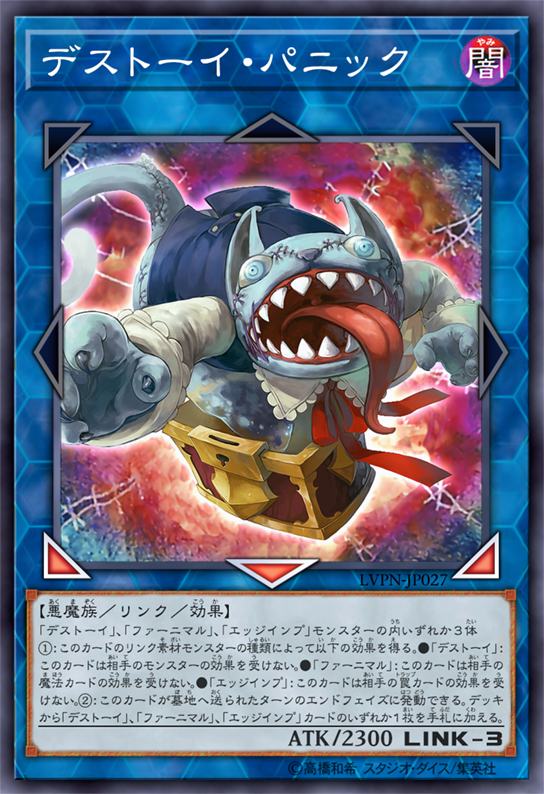 デストーイ・パニック
闇
LVPN-JP027
【悪魔族／リンク／効果】
「デストーイ」、「ファーニマル」、「エッジインプ」モンスターの内いずれか３体
①：このカードのリンク素材モンスターの種類によって以下の効果を得る。●「デストーイ」：
このカードは相手のモンスターの効果を受けない。●「ファーニマル」：このカードは相手の
魔法カードの効果を受けない。●「エッジインプ」：このカードは相手の罠カードの効果を受
けない。②：このカードが墓地へ送られたターンのエンドフェイズに発動できる。デッキ
から「デストーイ」、「ファーニマル」、「エッジインプ」カードのいずれか１枚を手札に加える。
ATK/2300 LINK-3
©高橋和希 スタジオ・ダイス/集英社